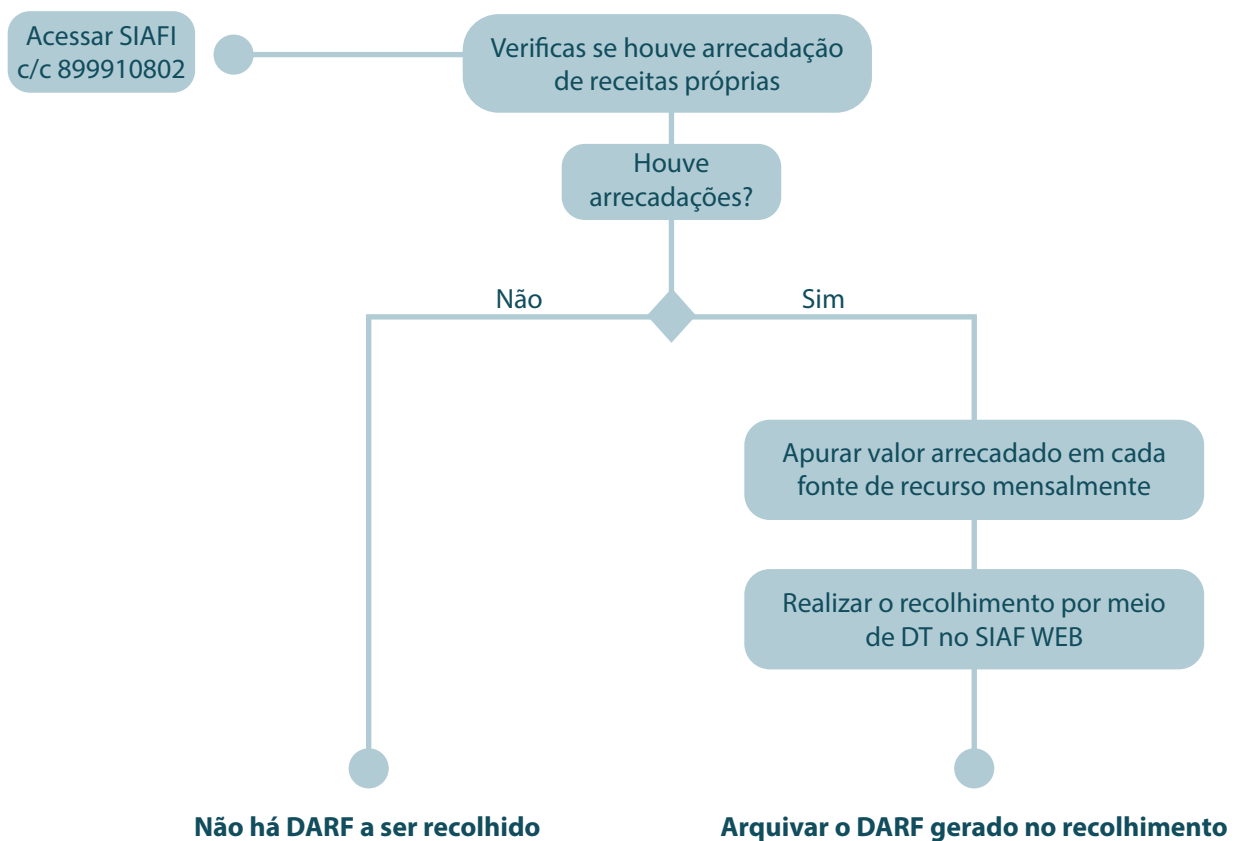 Acessar SIAFI
c/c 899910802
Verificas se houve arrecadação
de receitas próprias
Houve
arrecadações?
Não
Sim
Apurar valor arrecadado em cada
fonte de recurso mensalmente
Realizar o recolhimento por meio
de DT no SIAF WEB
Não há DARF a ser recolhido
Arquivar o DARF gerado no recolhimento